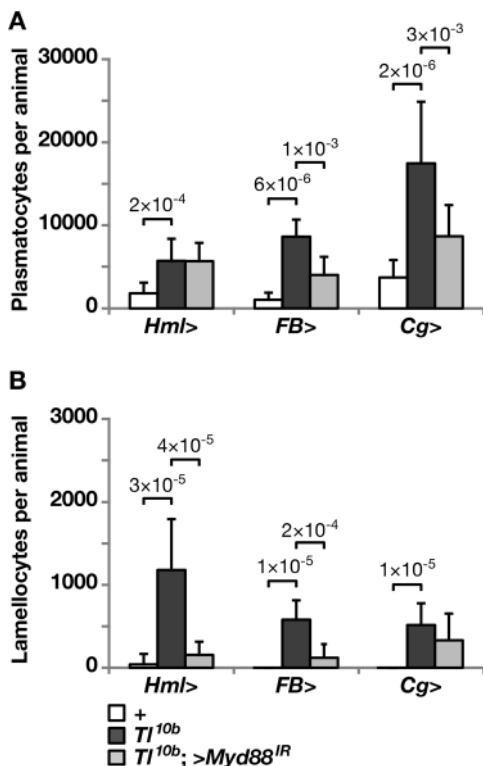 A
Plasmatocytes per animal
30000
20000
10000
0
2×10⁻⁴
6×10⁻⁶
1×10⁻³
2×10⁻⁶
3×10⁻³
Hml>
FB>
Cg>
B
Lamellocytes per animal
3000
2000
1000
0
3×10⁻⁵
4×10⁻⁵
1×10⁻⁵
2×10⁻⁴
1×10⁻⁵
Hml>
FB>
Cg>
+
Tl¹⁰ᵇ
Tl¹⁰ᵇ; >Myd88ᴵᴿ